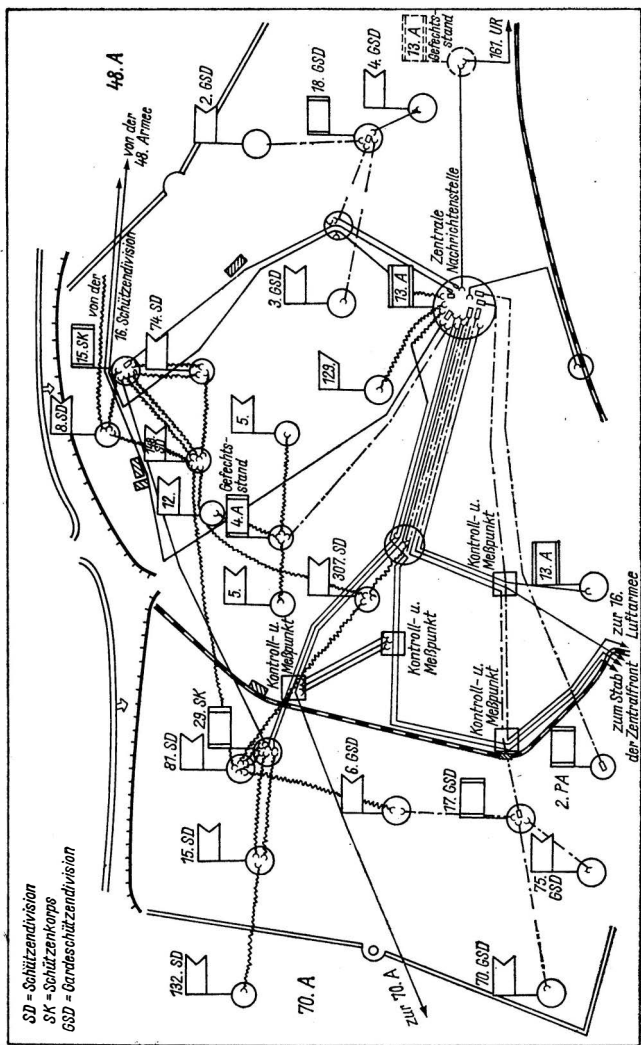 SD = Schützendivision
SK = Schützenkorps
GSD = Gardeschützendivision
132. SD
15. SD
87. SD
29. SK
70. A
zur 70. A
6. GSD
17. GSD
75.
GSD
70. GSD
2. PA
Kontroll- u.
Meßpunkt
Kontroll- u.
Meßpunkt
Kontroll- u.
Meßpunkt
Kontroll- u.
Meßpunkt
zum Stab
der Zentralfront
zur 16.
Luftarmee
13. A
307. SD
5.
5.
12.
4. A
Gefechts-
stand
SD
8. SD
15. SK
von der
16. Schützendivision
74. SD
48. A
von der
48. Armee
2. GSD
18. GSD
4. GSD
3. GSD
129.
13. A
Zentrale
Nachrichtenstelle
13. A
Gefechts-
stand
161. UR